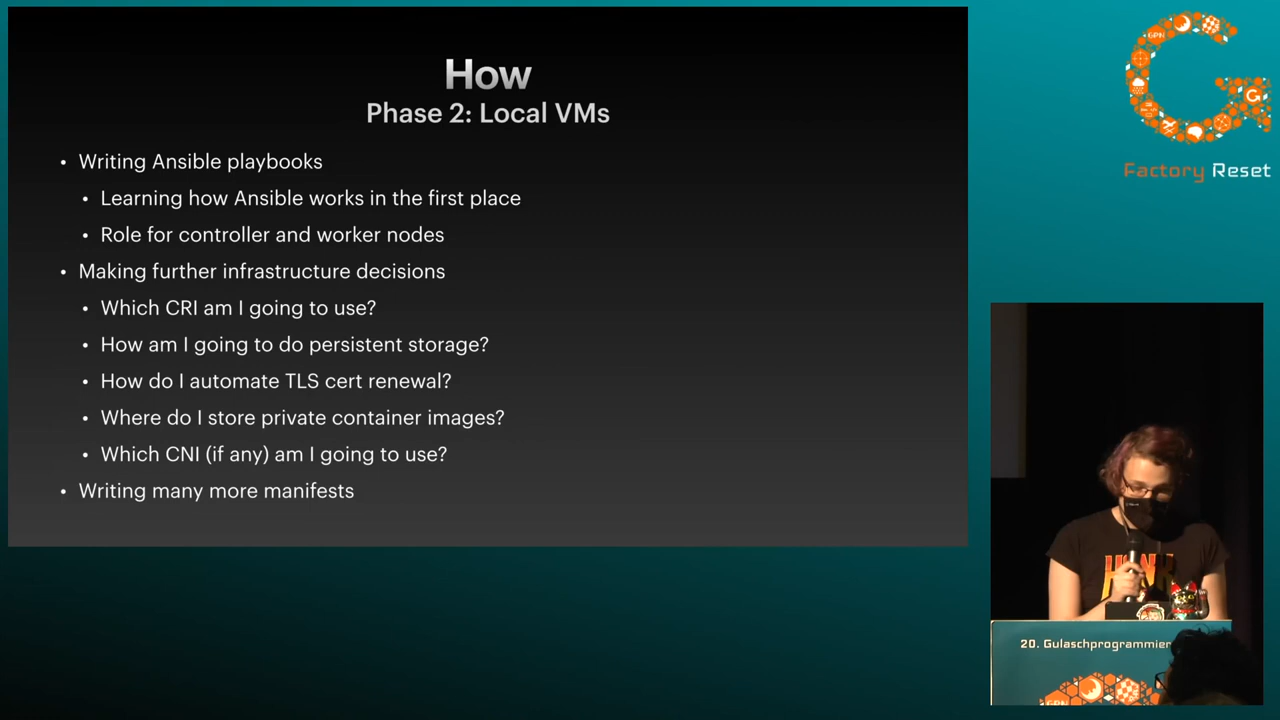 How
Phase 2: Local VMs
• Writing Ansible playbooks
• Learning how Ansible works in the first place
• Role for controller and worker nodes
• Making further infrastructure decisions
• Which CRI am I going to use?
• How am I going to do persistent storage?
• How do I automate TLS cert renewal?
• Where do I store private container images?
• Which CNI (if any) am I going to use?
• Writing many more manifests
Factory Reset
20. Gulaschprogrammier